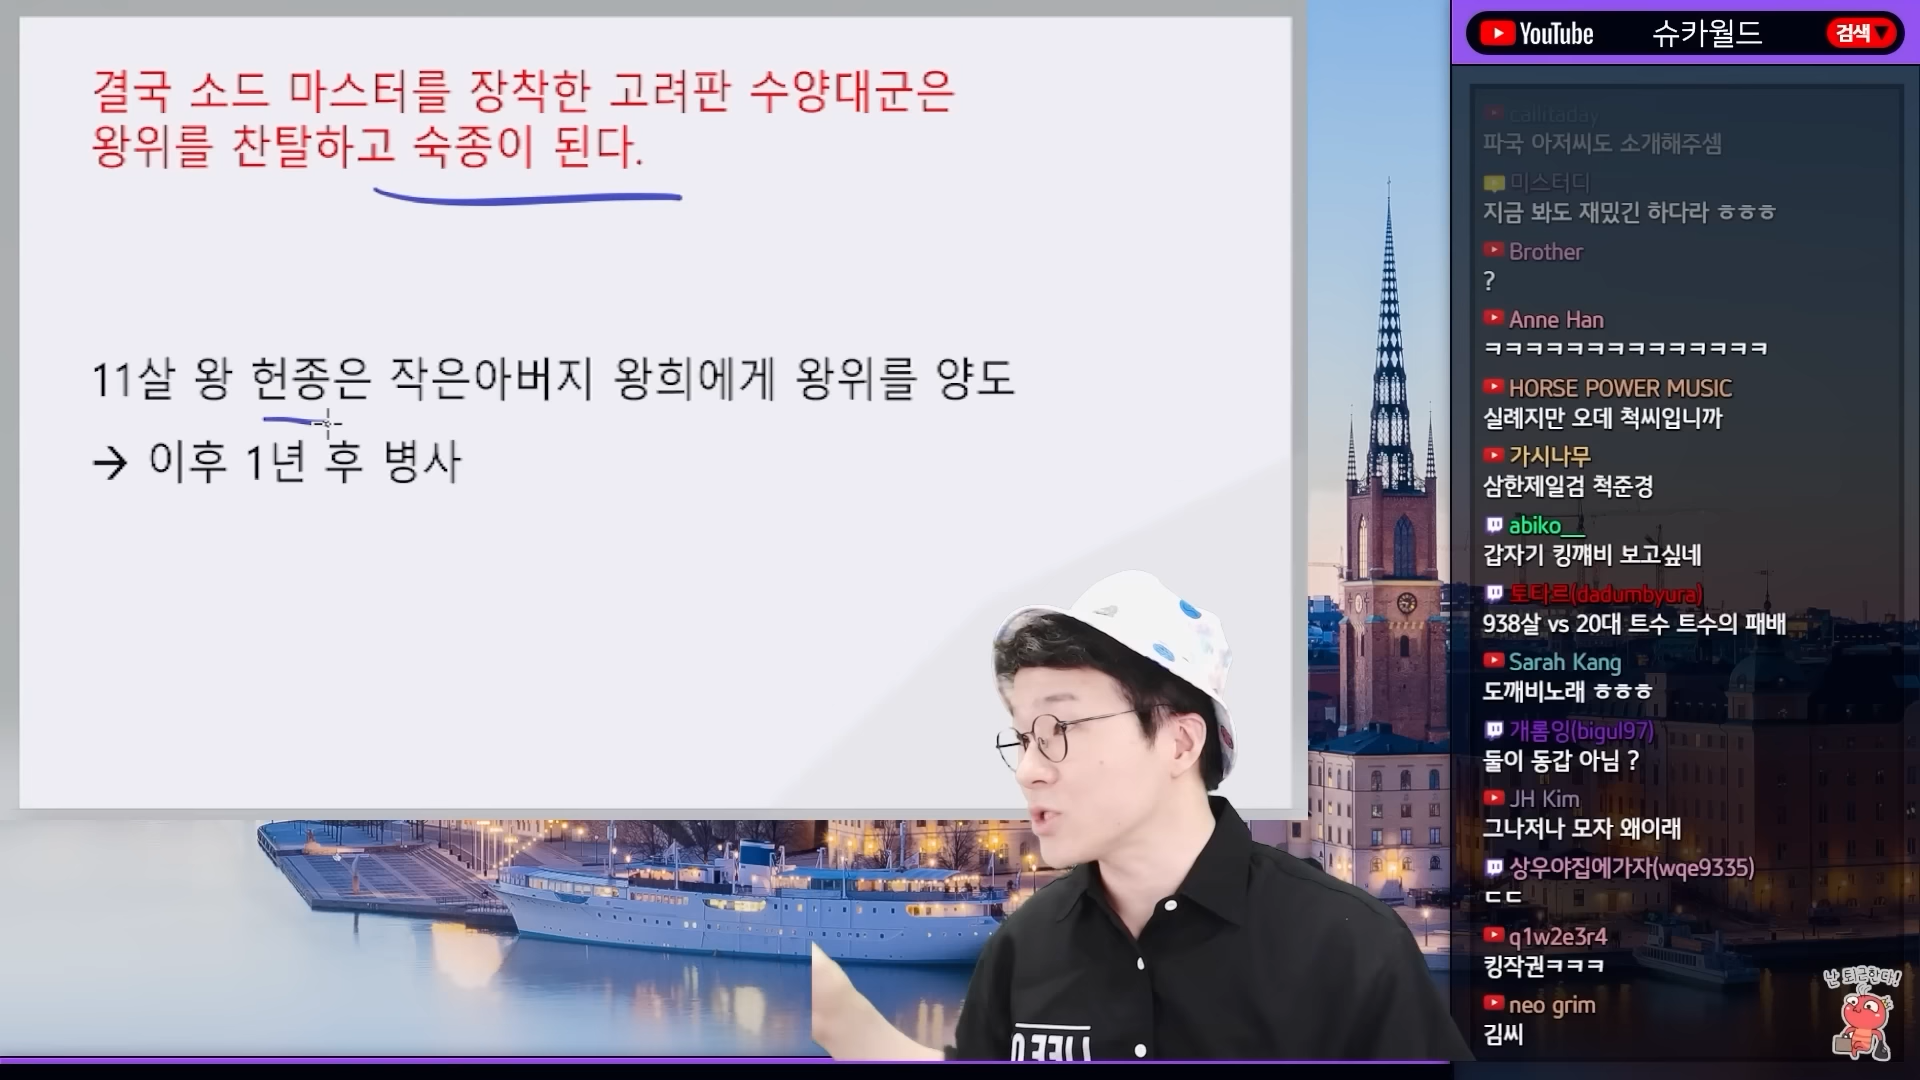 결국 소드 마스터를 장착한 고려판 수양대군은
왕위를 찬탈하고 숙종이 된다.
11살 왕 헌종은 작은아버지 왕희에게 왕위를 양도
→ 이후 1년 후 병사
YouTube 슈카월드 검색▼
callitaday
파국 아저씨도 소개해주셈
미스터디
지금 봐도 재밌긴 하다라 ㅎㅎㅎ
Brother
?
Anne Han
ㅋㅋㅋㅋㅋㅋㅋㅋㅋㅋㅋㅋㅋㅋ
HORSE POWER MUSIC
실례지만 오데 척씨입니까
가시나무
삼한제일검 척준경
abiko__
갑자기 킹깨비 보고싶네
토타르(dadumbyura)
938살 vs 20대 트수 트수의 패배
Sarah Kang
도깨비노래 ㅎㅎㅎ
개롬잉(bigul97)
둘이 동갑 아님 ?
JH Kim
그나저나 모자 왜이래
상우야집에가자(wqe9335)
ㄷㄷ
q1w2e3r4
킹작권ㅋㅋㅋ
neo grim
김씨
난 퇴근한다!